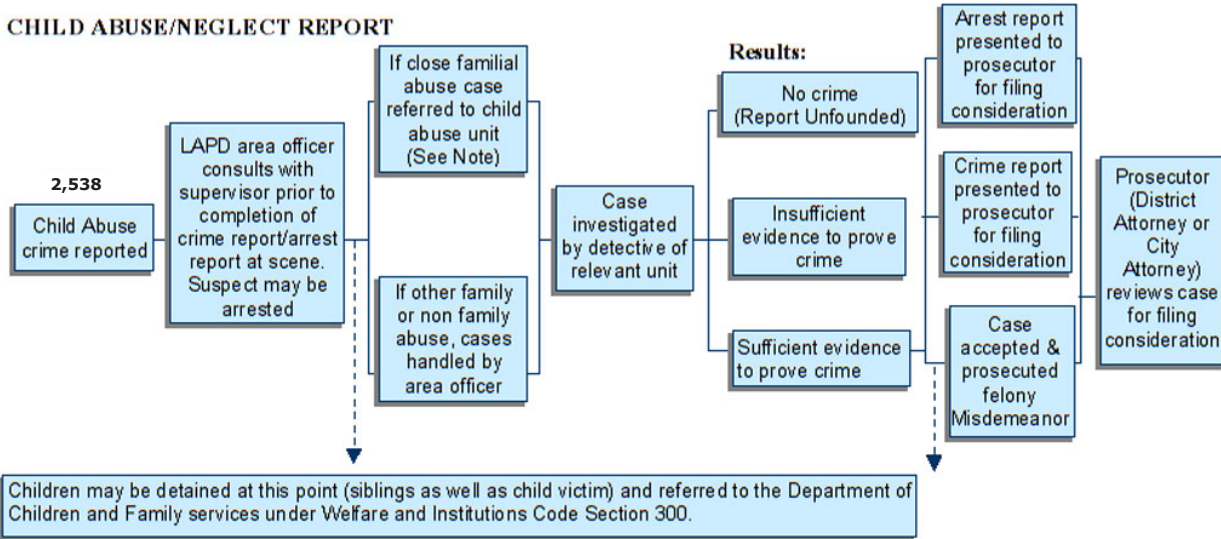 CHILD ABUSE/NEGLECT REPORT
2,538
Child Abuse
crime reported
LAPD area officer
consults with
supervisor prior to
completion of
crime report/arrest
report at scene.
Suspect may be
arrested
If close familial
abuse case
referred to child
abuse unit
(See Note)
If other family
or non family
abuse, cases
handled by
area officer
Case
investigated
by detective of
relevant unit
Results:
No crime
(Report Unfounded)
Insufficient
evidence to prove
crime
Sufficient evidence
to prove crime
Arrest report
presented to
prosecutor
for filing
consideration
Crime report
presented to
prosecutor
for filing
consideration
Case
accepted &
prosecuted
felony
Misdemeanor
Prosecutor
(District
Attorney or
City
Attorney)
reviews case
for filing
consideration
Children may be detained at this point (siblings as well as child victim) and referred to the Department of
Children and Family services under Welfare and Institutions Code Section 300.